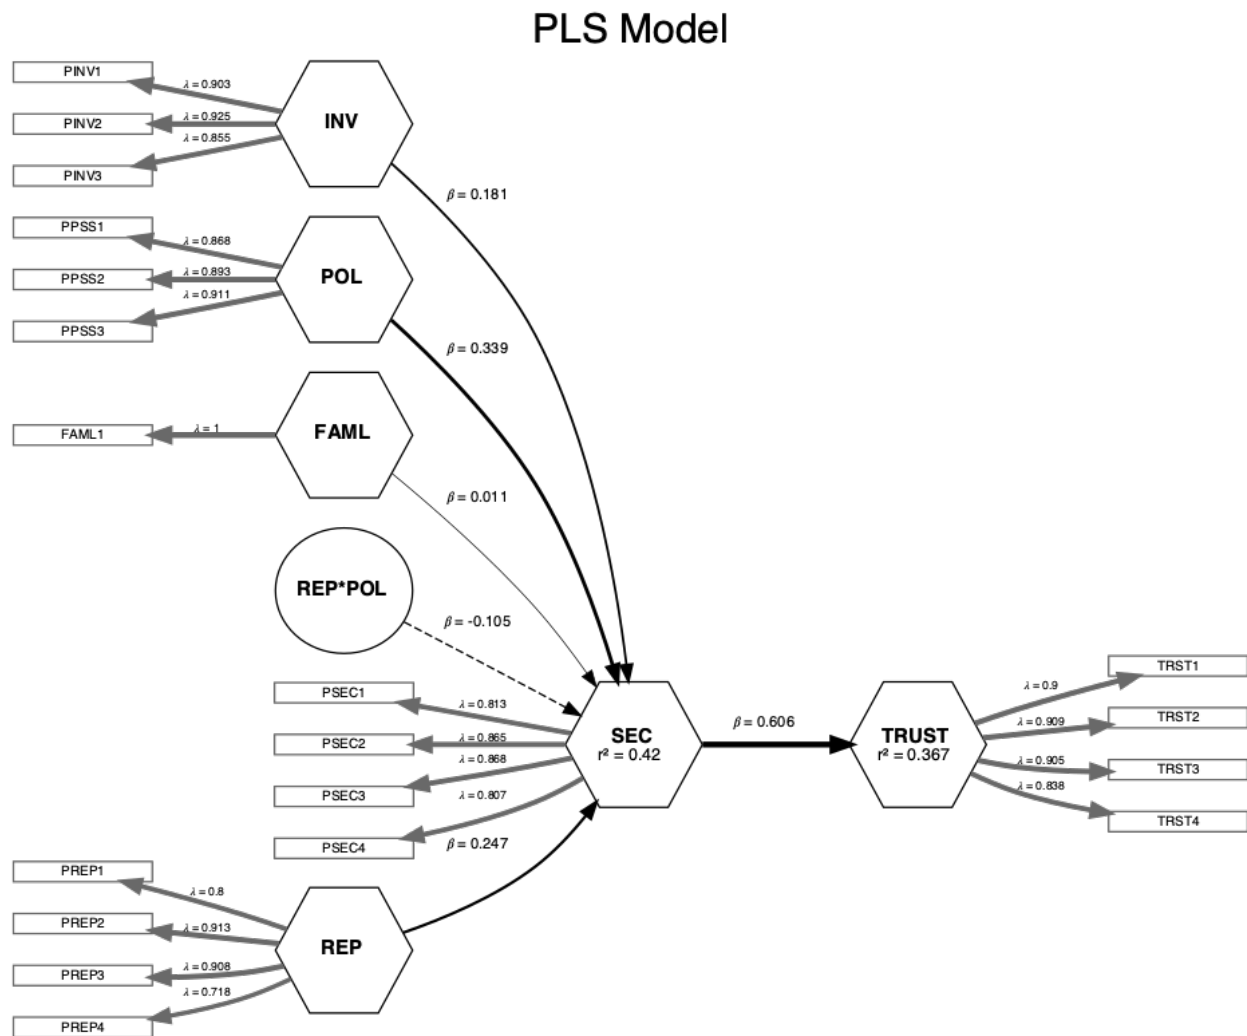 PLS Model
PINV1
λ = 0.903
INV
PINV2
λ = 0.925
λ = 0.855
PINV3
β = 0.181
PPSS1
λ = 0.868
POL
PPSS2
λ = 0.893
λ = 0.911
PPSS3
β = 0.339
FAML1
λ = 1
FAML
β = 0.011
REP*POL
β = -0.105
PSEC1
λ = 0.813
PSEC2
λ = 0.865
λ = 0.868
PSEC3
λ = 0.807
PSEC4
β = 0.247
SEC
r² = 0.42
β = 0.606
TRUST
r² = 0.367
TRST1
λ = 0.9
TRST2
λ = 0.909
λ = 0.905
TRST3
λ = 0.838
TRST4
PREP1
λ = 0.8
PREP2
λ = 0.913
REP
PREP3
λ = 0.908
λ = 0.718
PREP4